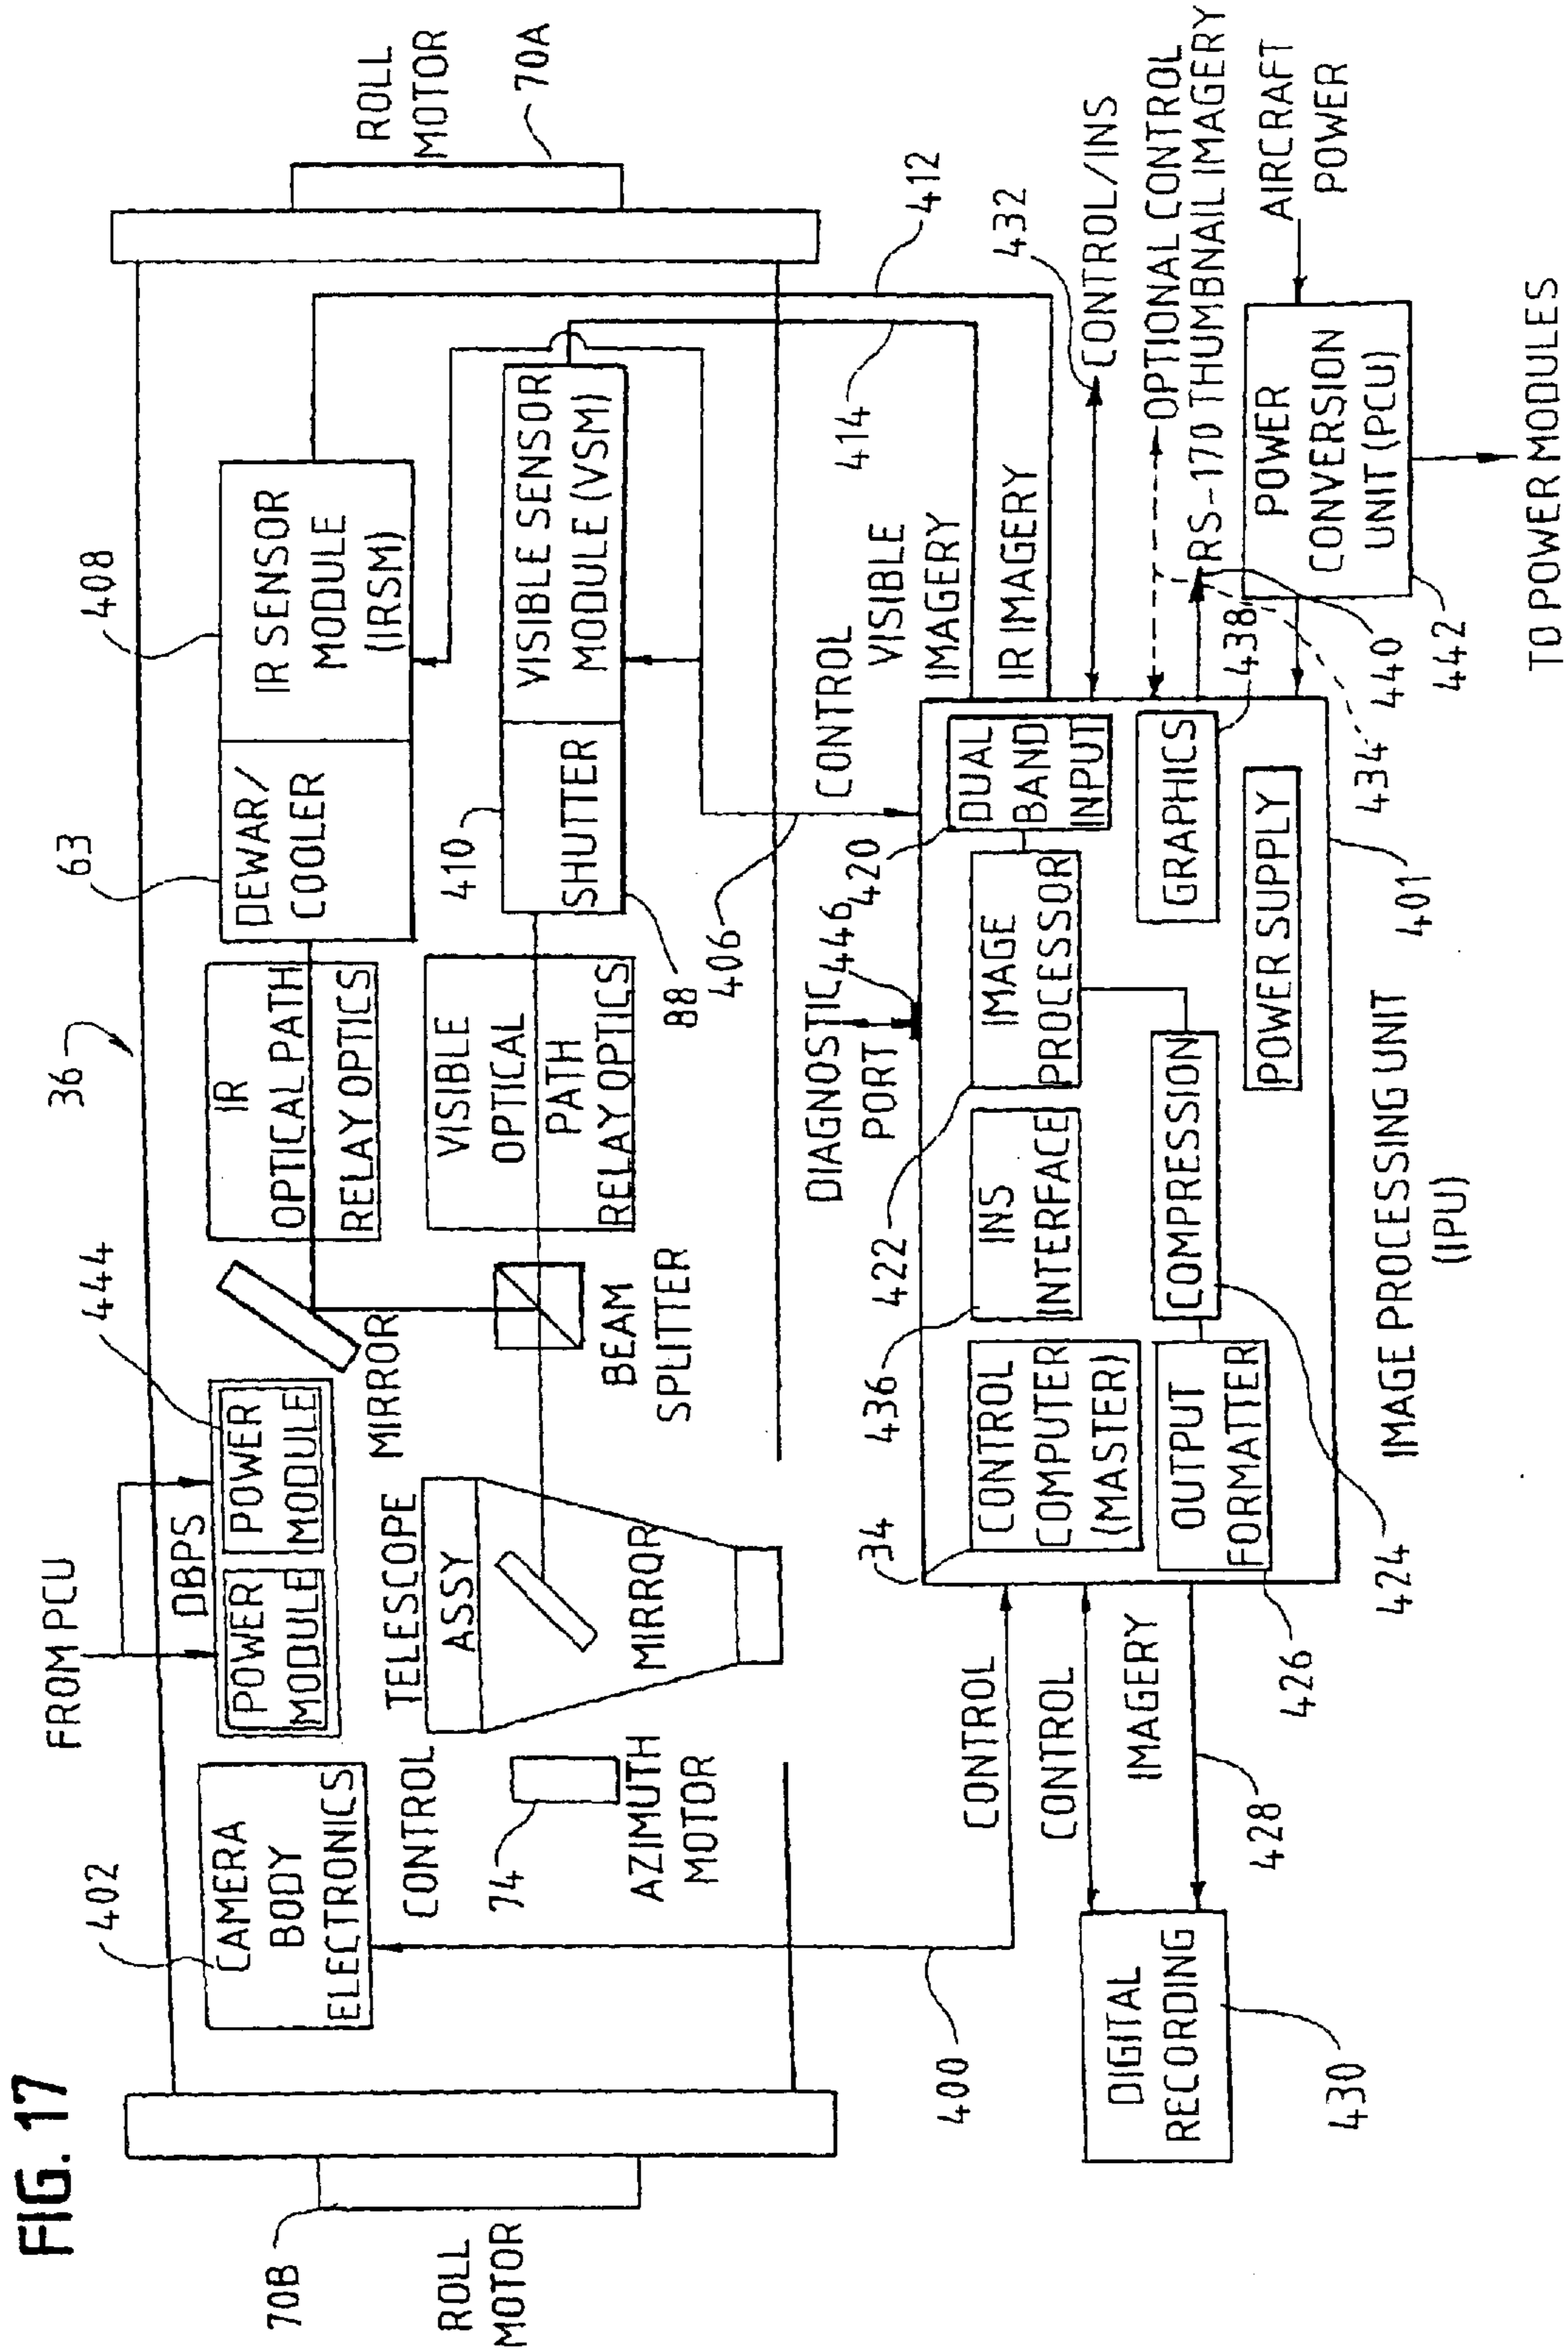 FIG. 17
70B
ROLL
MOTOR
402
CAMERA
BODY
ELECTRONICS
FROM PCU
DBPS
POWER
MODULE
POWER
MODULE
444
36
63
408
DEWAR/
COOLER
IR SENSOR
MODULE
(IRSM)
ROLL
MOTOR
70A
IR
OPTICAL PATH
RELAY OPTICS
MIRROR
CONTROL
74
AZIMUTH
MOTOR
TELESCOPE
ASSY
MIRROR
BEAM
SPLITTER
VISIBLE
OPTICAL
PATH
RELAY OPTICS
410
SHUTTER
88
VISIBLE SENSOR
MODULE (VSM)
406
412
414
400
CONTROL
CONTROL
IMAGERY
428
DIGITAL
RECORDING
430
DIAGNOSTIC
PORT
446
CONTROL
VISIBLE
IMAGERY
IR IMAGERY
432
CONTROL/INS
OPTIONAL CONTROL
RS-170 THUMBNAIL IMAGERY
34
436
422
420
CONTROL
COMPUTER
(MASTER)
INS
INTERFACE
IMAGE
PROCESSOR
DUAL
BAND
INPUT
OUTPUT
FORMATTER
COMPRESSION
GRAPHICS
POWER SUPPLY
426
424
401
434
438
440
442
IMAGE PROCESSING UNIT
(IPU)
POWER
CONVERSION
UNIT (PCU)
AIRCRAFT
POWER
TO POWER MODULES